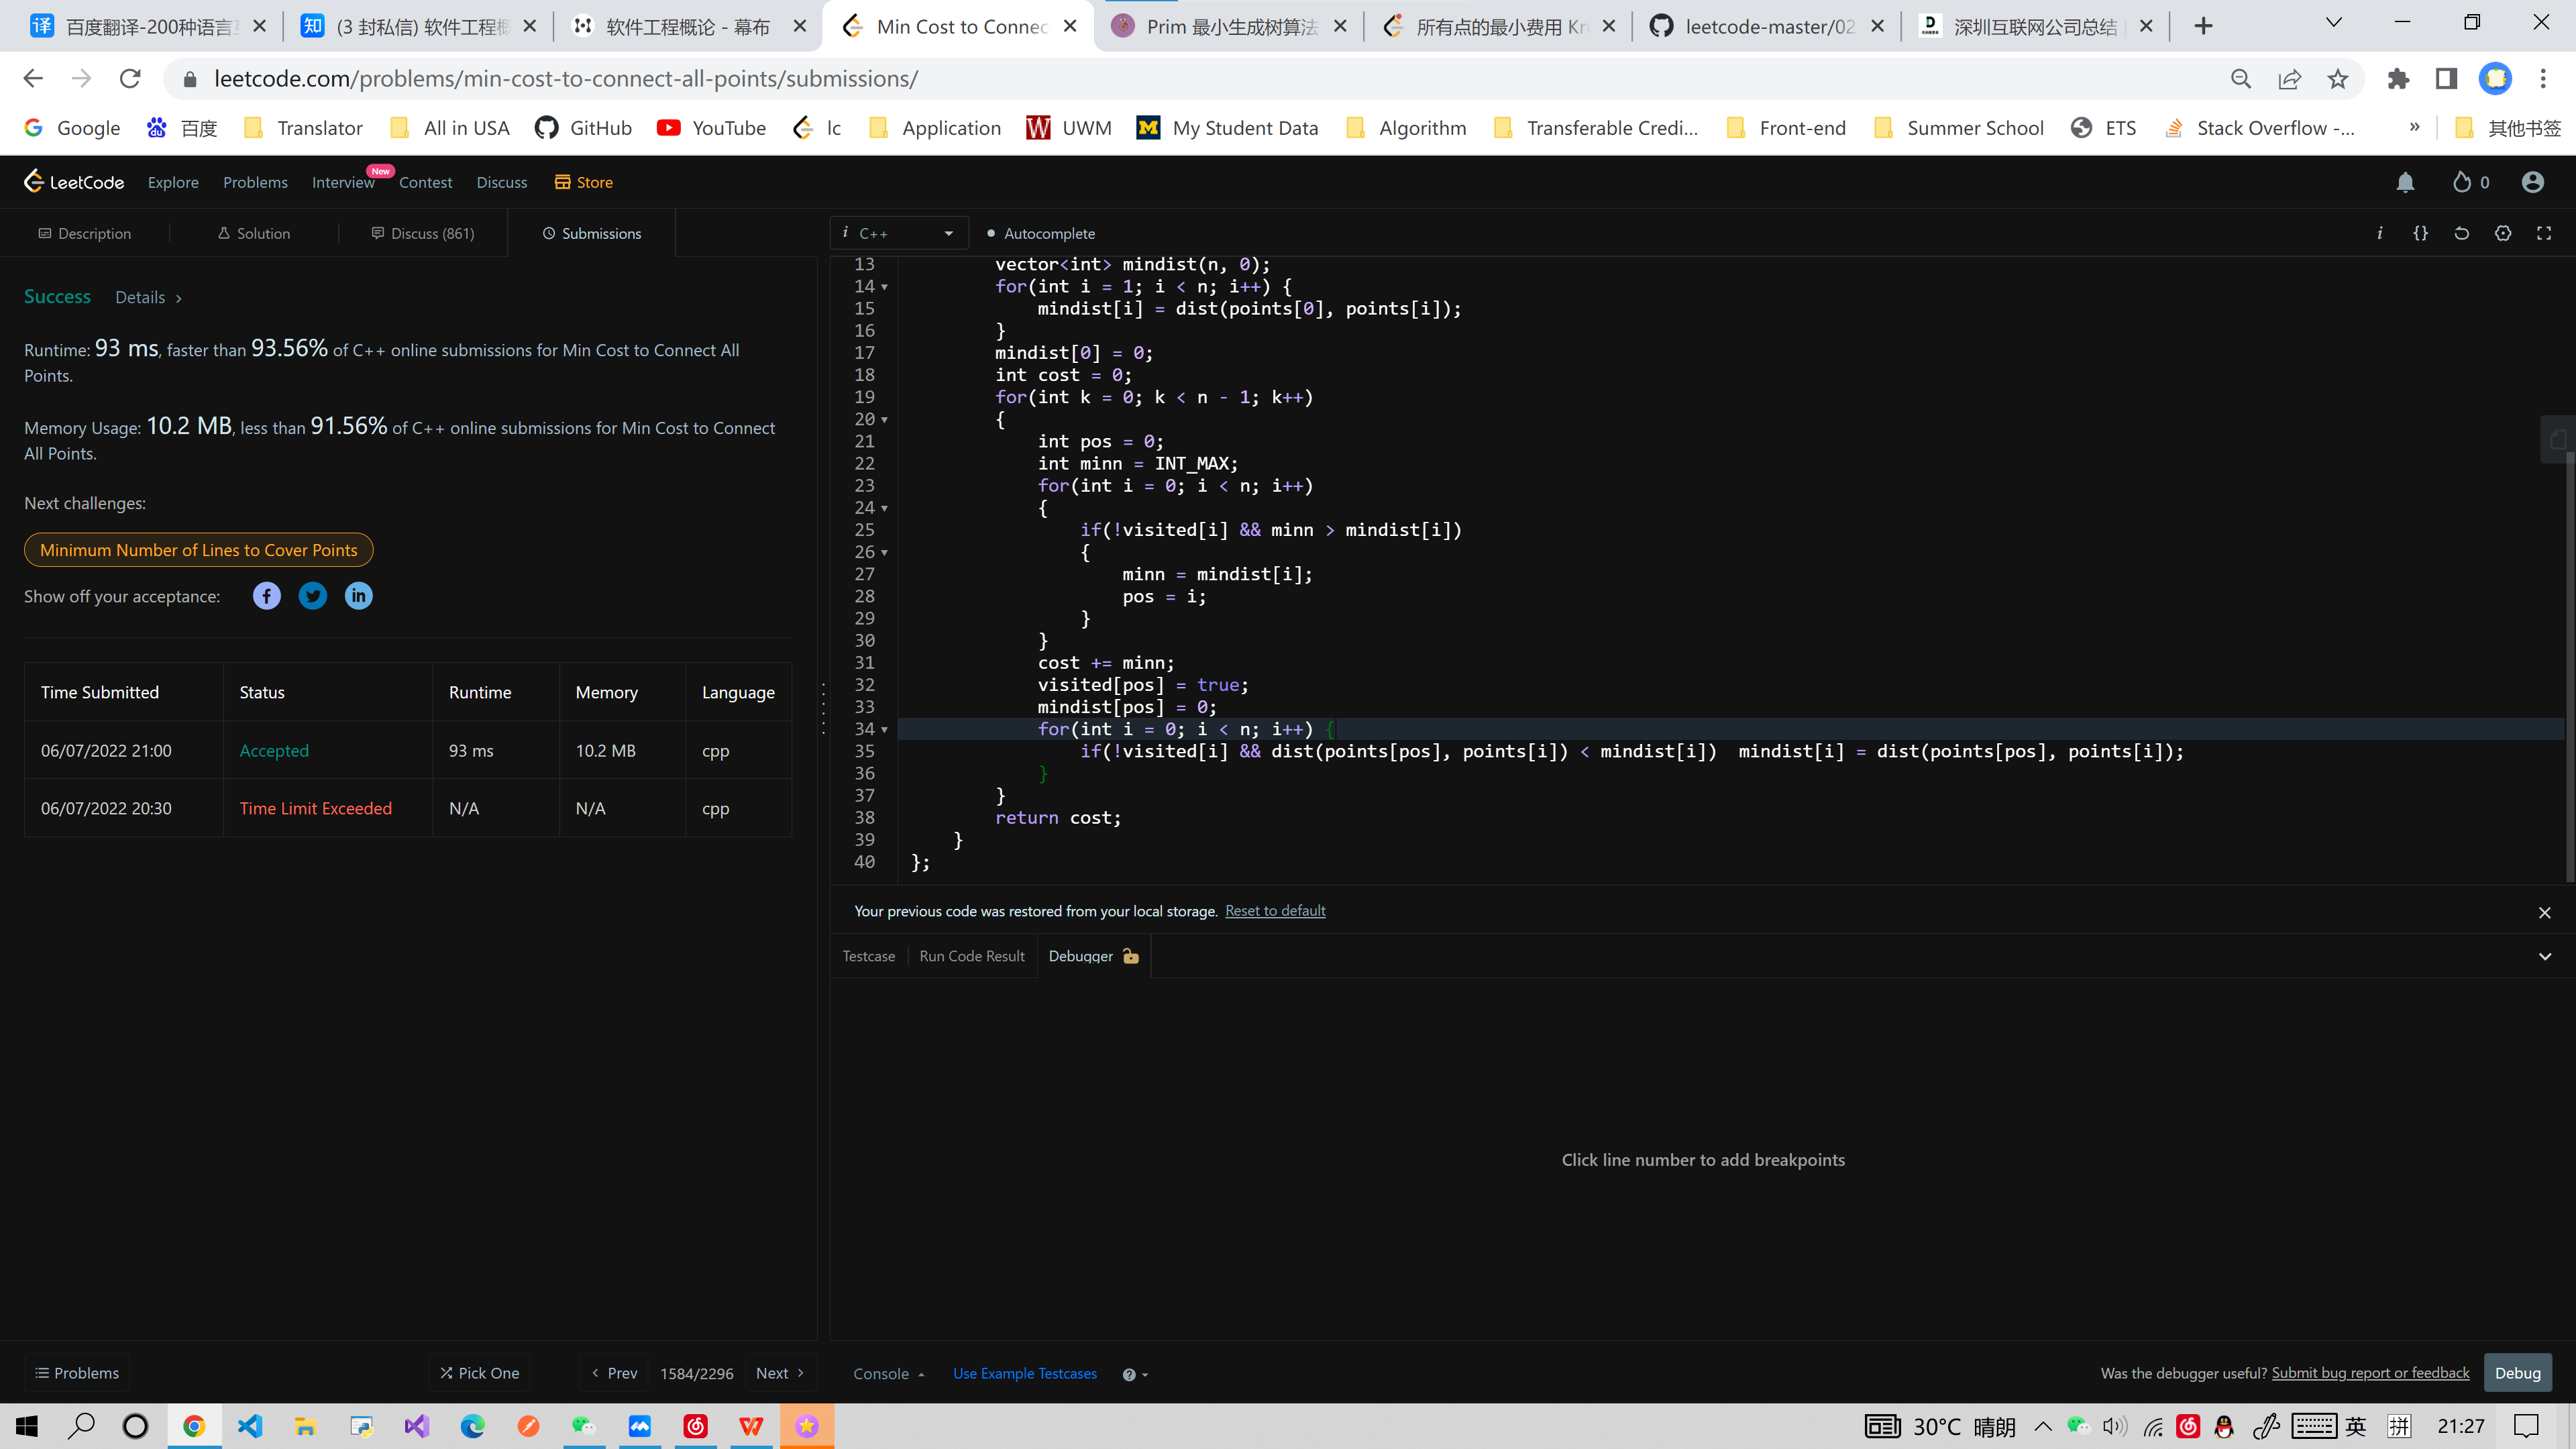 百度翻译-200种语言
(3 封私信) 软件工程概
软件工程概论 - 幕布
Min Cost to Connec
Prim 最小生成树算法
所有点的最小费用 Kr
leetcode-master/02
深圳互联网公司总结
leetcode.com/problems/min-cost-to-connect-all-points/submissions/
Google
百度
Translator
All in USA
GitHub
YouTube
lc
Application
UWM
My Student Data
Algorithm
Transferable Credi...
Front-end
Summer School
ETS
Stack Overflow -...
»
其他书签
LeetCode
Explore
Problems
Interview
New
Contest
Discuss
Store
0
Description
Solution
Discuss (861)
Submissions
i C++
Autocomplete
Success Details >
Runtime: 93 ms, faster than 93.56% of C++ online submissions for Min Cost to Connect All
Points.
Memory Usage: 10.2 MB, less than 91.56% of C++ online submissions for Min Cost to Connect
All Points.
Next challenges:
Minimum Number of Lines to Cover Points
Show off your acceptance:
Time Submitted Status Runtime Memory Language
06/07/2022 21:00 Accepted 93 ms 10.2 MB cpp
06/07/2022 20:30 Time Limit Exceeded N/A N/A cpp
13 vector<int> mindist(n, 0);
14 for(int i = 1; i < n; i++) {
15 mindist[i] = dist(points[0], points[i]);
16 }
17 mindist[0] = 0;
18 int cost = 0;
19 for(int k = 0; k < n - 1; k++)
20 {
21 int pos = 0;
22 int minn = INT_MAX;
23 for(int i = 0; i < n; i++)
24 {
25 if(!visited[i] && minn > mindist[i])
26 {
27 minn = mindist[i];
28 pos = i;
29 }
30 }
31 cost += minn;
32 visited[pos] = true;
33 mindist[pos] = 0;
34 for(int i = 0; i < n; i++) {
35 if(!visited[i] && dist(points[pos], points[i]) < mindist[i]) mindist[i] = dist(points[pos], points[i]);
36 }
37 }
38 return cost;
39 }
40 };
Your previous code was restored from your local storage. Reset to default
Testcase
Run Code Result
Debugger
Click line number to add breakpoints
Problems
Pick One
Prev
1584/2296
Next
Console
Use Example Testcases
Was the debugger useful? Submit bug report or feedback
Debug
30°C 晴朗
英
拼
21:27